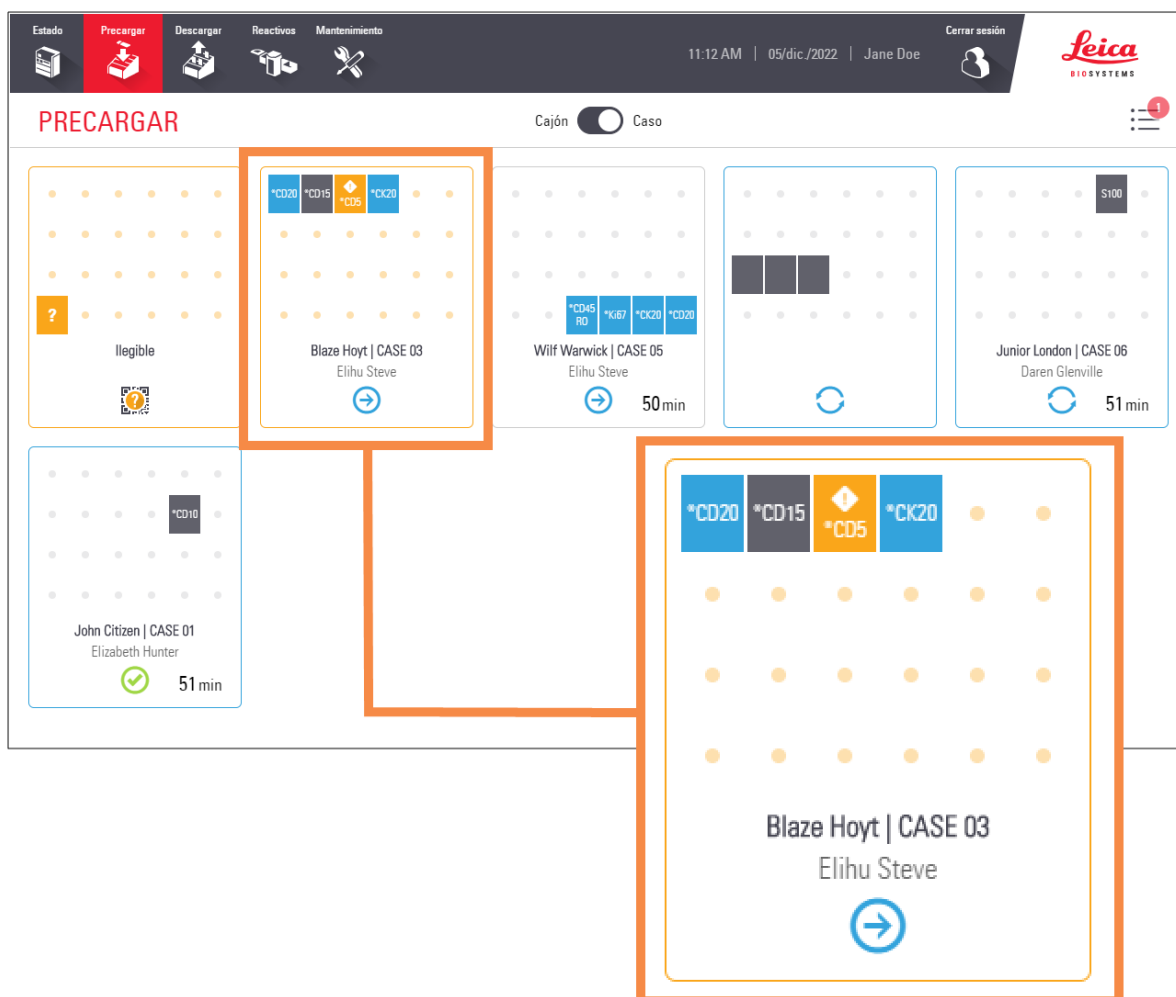 Estado
Precargar
Descargar
Reactivos
Mantenimiento
11:12 AM | 05/dic./2022 | Jane Doe
Cerrar sesión
Leica
BIOSYSTEMS
PRECARGAR
Cajón
Caso
1
?
Ilegible
?
*CD20
*CD15
!
*CD5
*CK20
Blaze Hoyt | CASE 03
Elihu Steve
*CD45
RO
*Ki67
*CK20
*CD20
Wilf Warwick | CASE 05
Elihu Steve
50 min
S100
Junior London | CASE 06
Daren Glenville
51 min
*CD10
John Citizen | CASE 01
Elizabeth Hunter
51 min
*CD20
*CD15
!
*CD5
*CK20
Blaze Hoyt | CASE 03
Elihu Steve